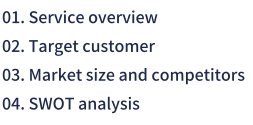 01. Service overview
02. Target customer
03. Market size and competitors
04. SWOT analysis